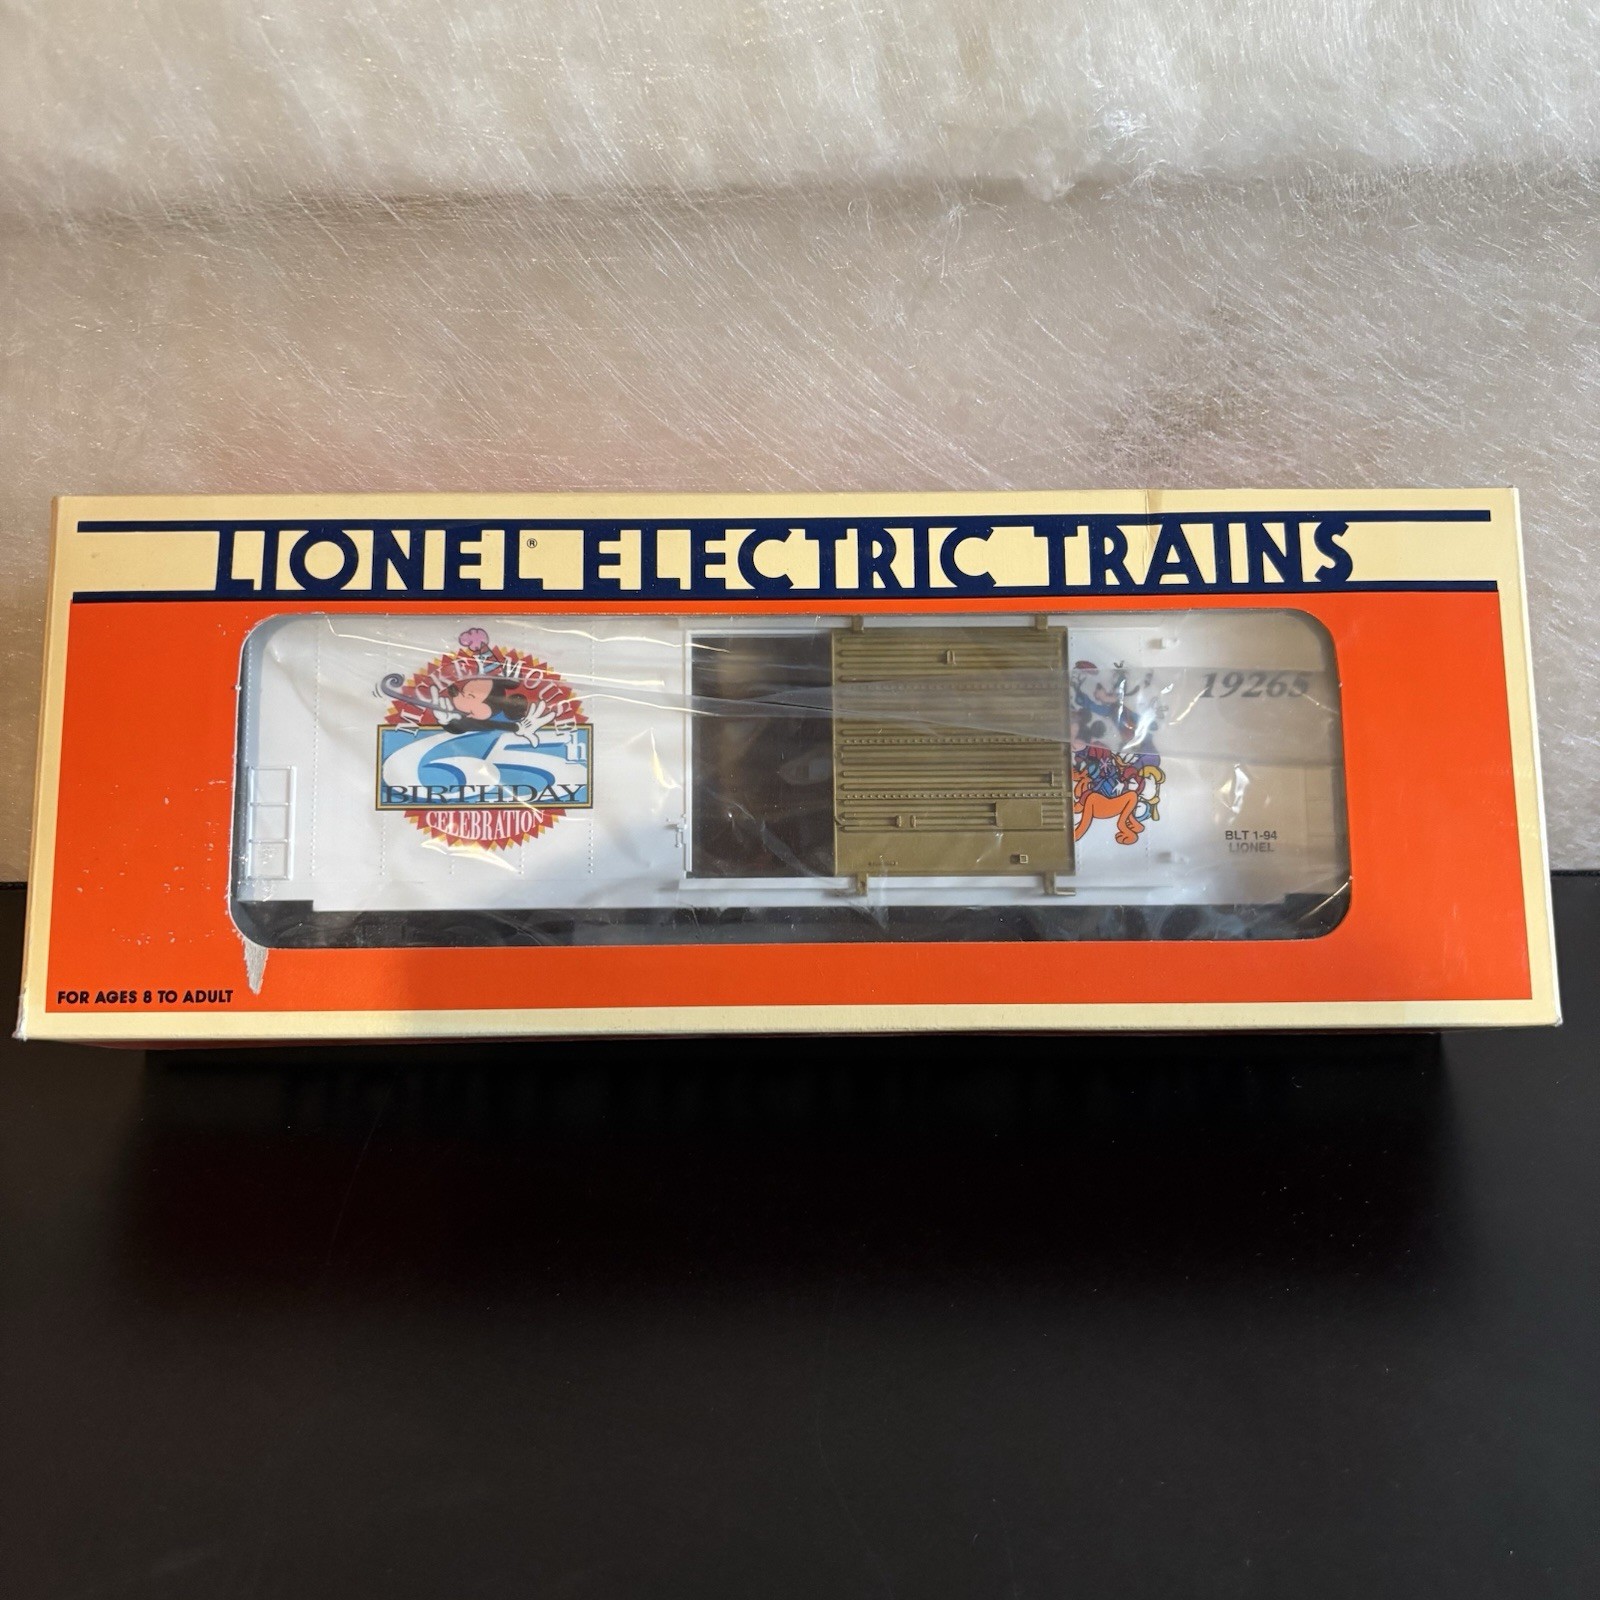 LIONEL® ELECTRIC TRAINS
MICKEY MOUSE
65th
BIRTHDAY
CELEBRATION
19265
BLT 1-94
LIONEL
FOR AGES 8 TO ADULT